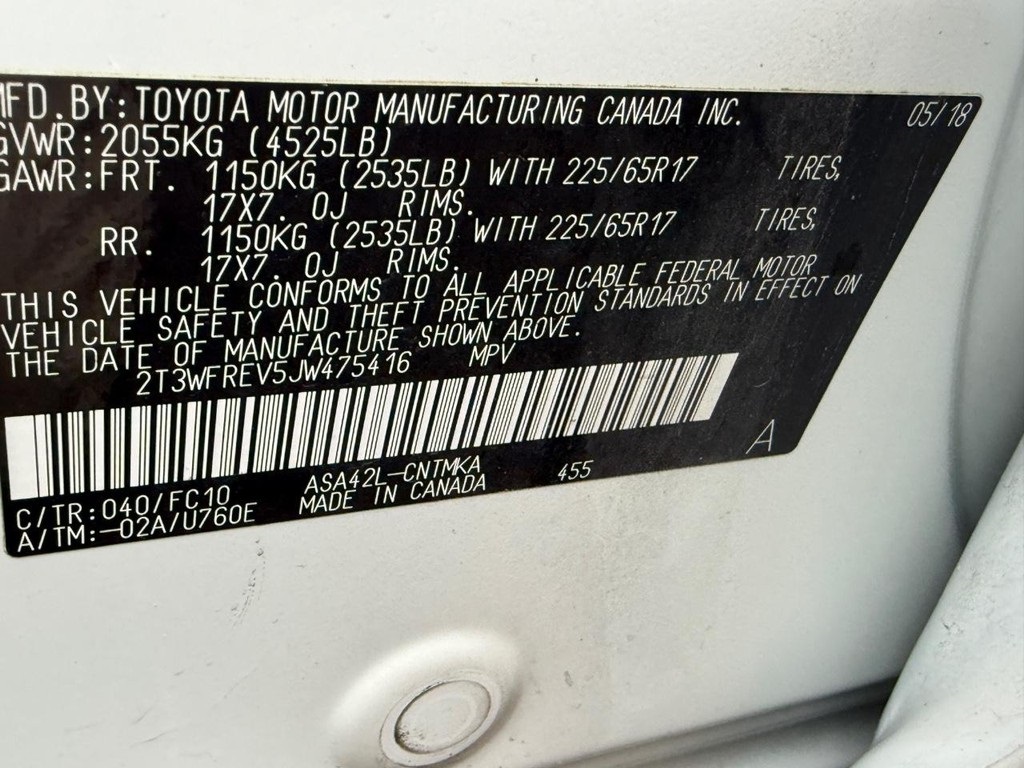 MFD. BY: TOYOTA MOTOR MANUFACTURING CANADA INC. 05/18
GVWR: 2055KG (4525LB)
GAWR: FRT. 1150KG (2535LB) WITH 225/65R17 TIRES,
17X7. 0J RIMS.
RR. 1150KG (2535LB) WITH 225/65R17 TIRES,
17X7. 0J RIMS.
THIS VEHICLE CONFORMS TO ALL APPLICABLE FEDERAL MOTOR
VEHICLE SAFETY AND THEFT PREVENTION STANDARDS IN EFFECT ON
THE DATE OF MANUFACTURE SHOWN ABOVE.
2T3WFREV5JW475416 MPV
A
C/TR: 040/FC10 ASA42L-CNTMKA 455
A/TM:-02A/U760E MADE IN CANADA